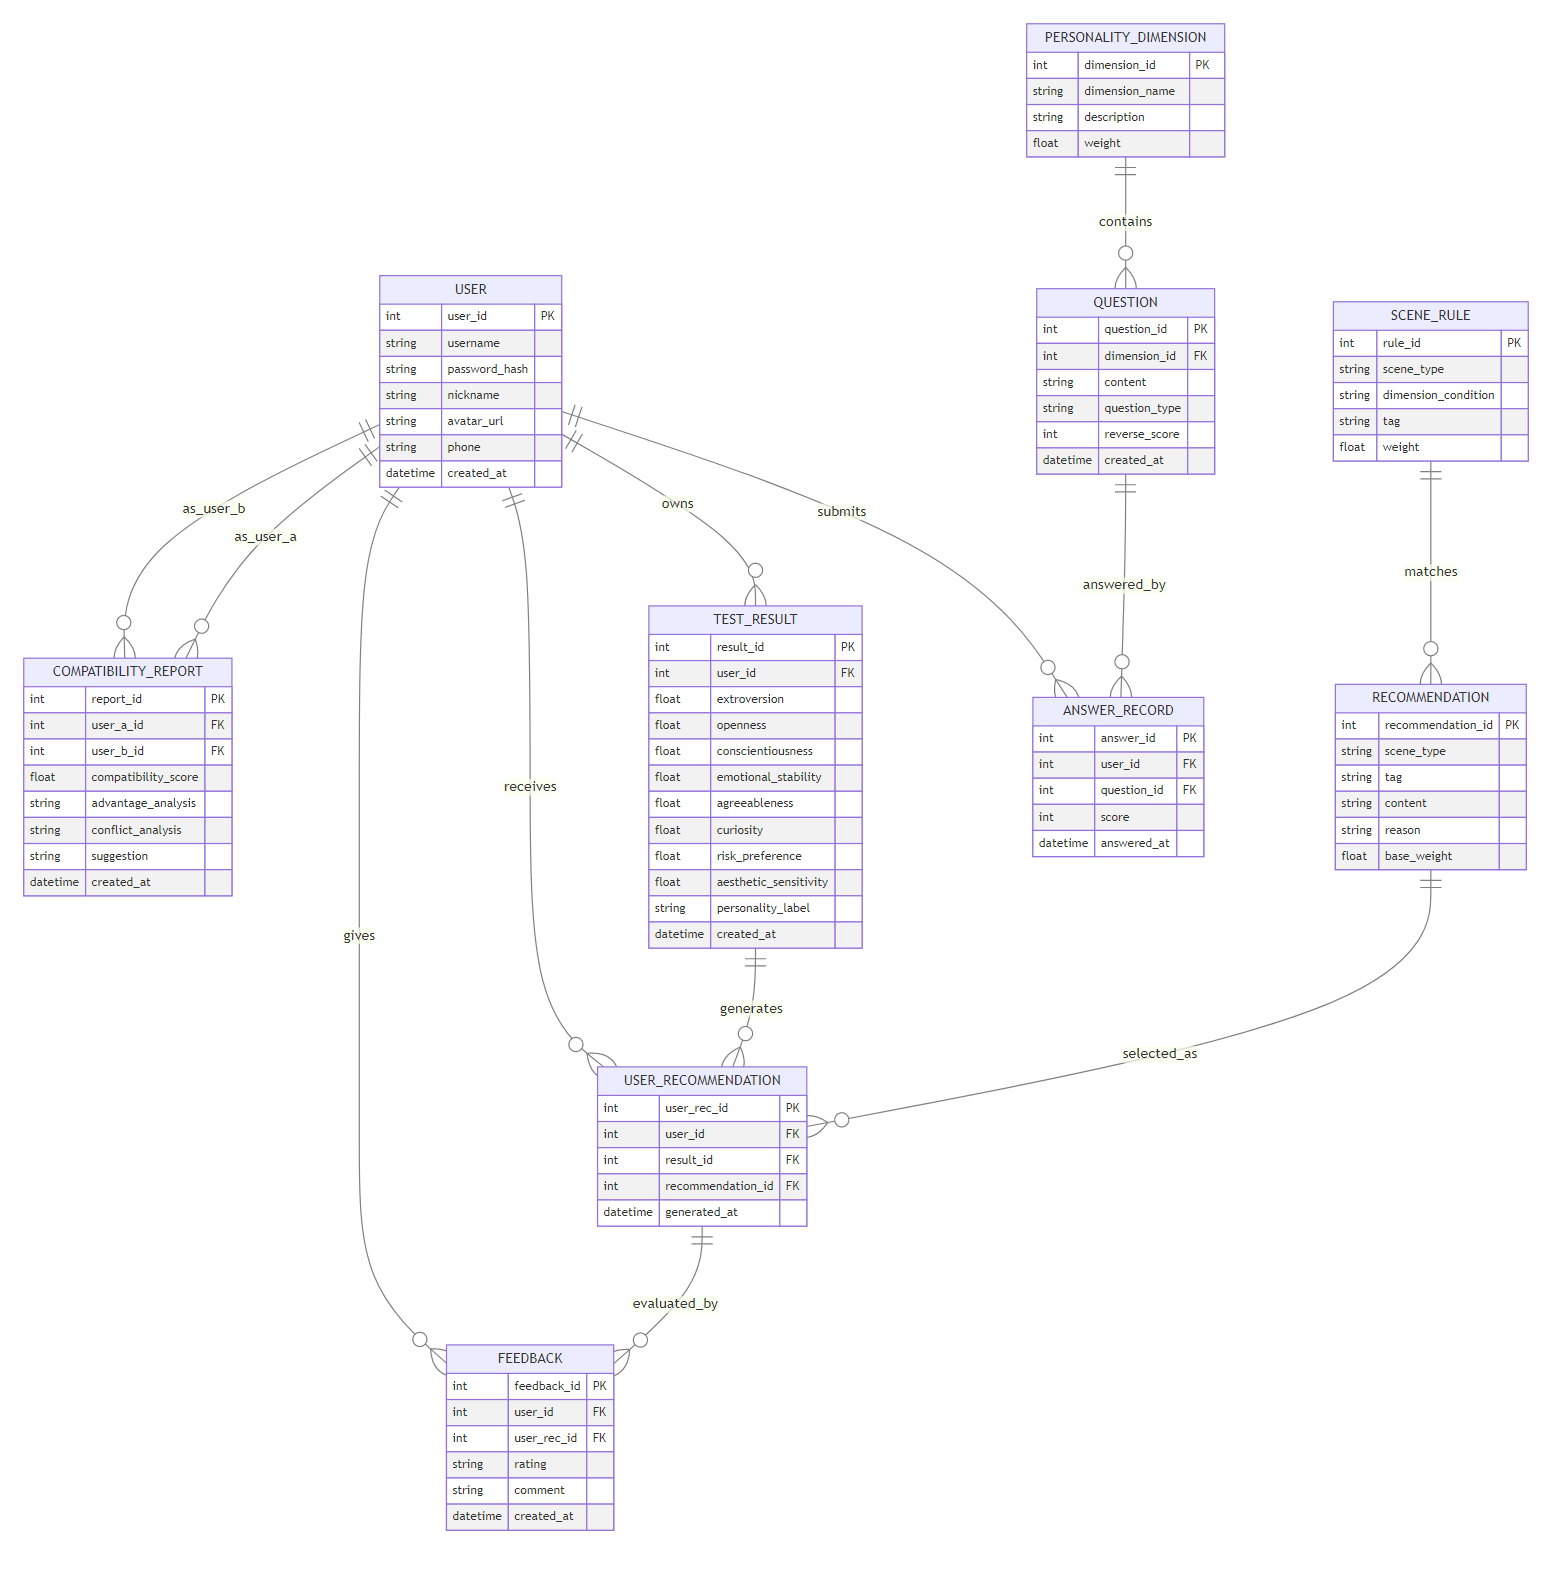 PERSONALITY_DIMENSION
int dimension_id PK
string dimension_name
string description
float weight
contains
USER
int user_id PK
string username
string password_hash
string nickname
string avatar_url
string phone
datetime created_at
QUESTION
int question_id PK
int dimension_id FK
string content
string question_type
int reverse_score
datetime created_at
SCENE_RULE
int rule_id PK
string scene_type
string dimension_condition
string tag
float weight
as_user_b
as_user_a
owns
submits
answered_by
matches
COMPATIBILITY_REPORT
int report_id PK
int user_a_id FK
int user_b_id FK
float compatibility_score
string advantage_analysis
string conflict_analysis
string suggestion
datetime created_at
TEST_RESULT
int result_id PK
int user_id FK
float extroversion
float openness
float conscientiousness
float emotional_stability
float agreeableness
float curiosity
float risk_preference
float aesthetic_sensitivity
string personality_label
datetime created_at
ANSWER_RECORD
int answer_id PK
int user_id FK
int question_id FK
int score
datetime answered_at
RECOMMENDATION
int recommendation_id PK
string scene_type
string tag
string content
string reason
float base_weight
receives
gives
generates
selected_as
USER_RECOMMENDATION
int user_rec_id PK
int user_id FK
int result_id FK
int recommendation_id FK
datetime generated_at
evaluated_by
FEEDBACK
int feedback_id PK
int user_id FK
int user_rec_id FK
string rating
string comment
datetime created_at